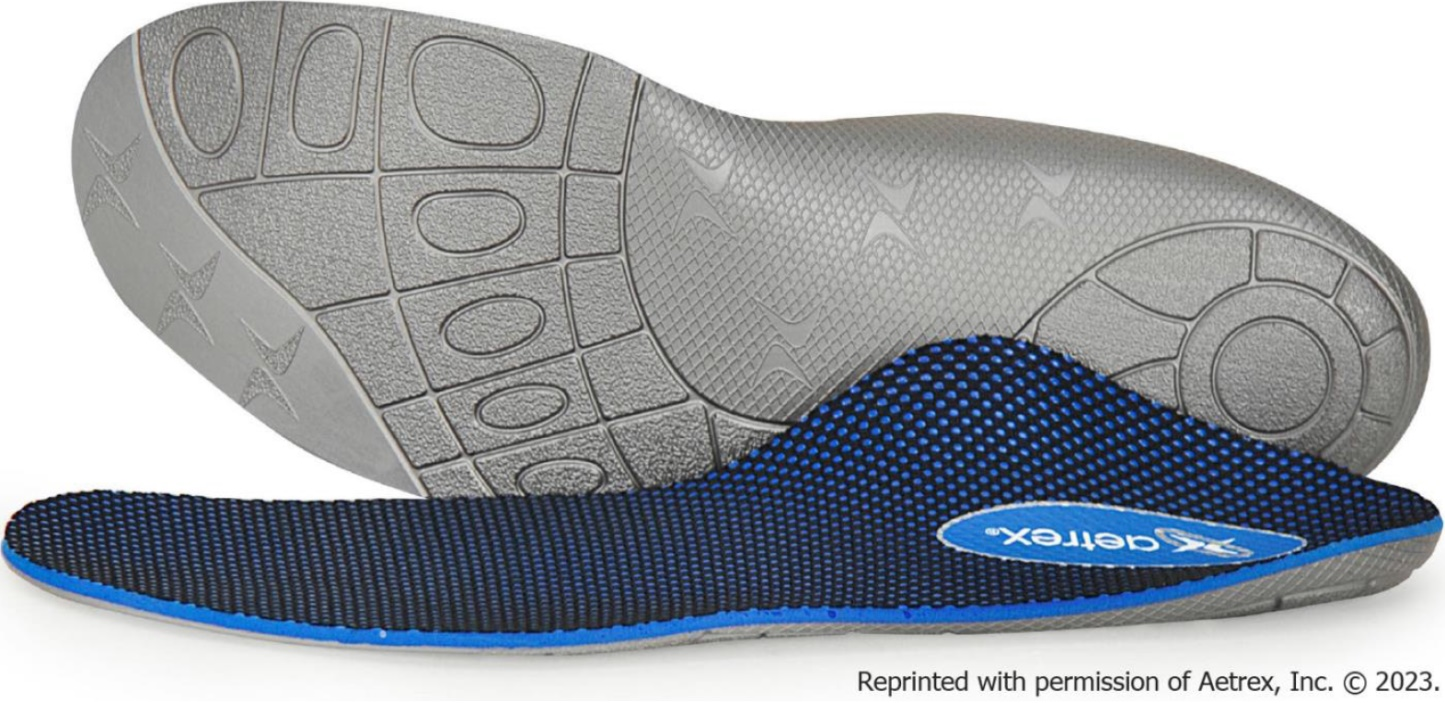 aetrex®
Reprinted with permission of Aetrex, Inc. © 2023.